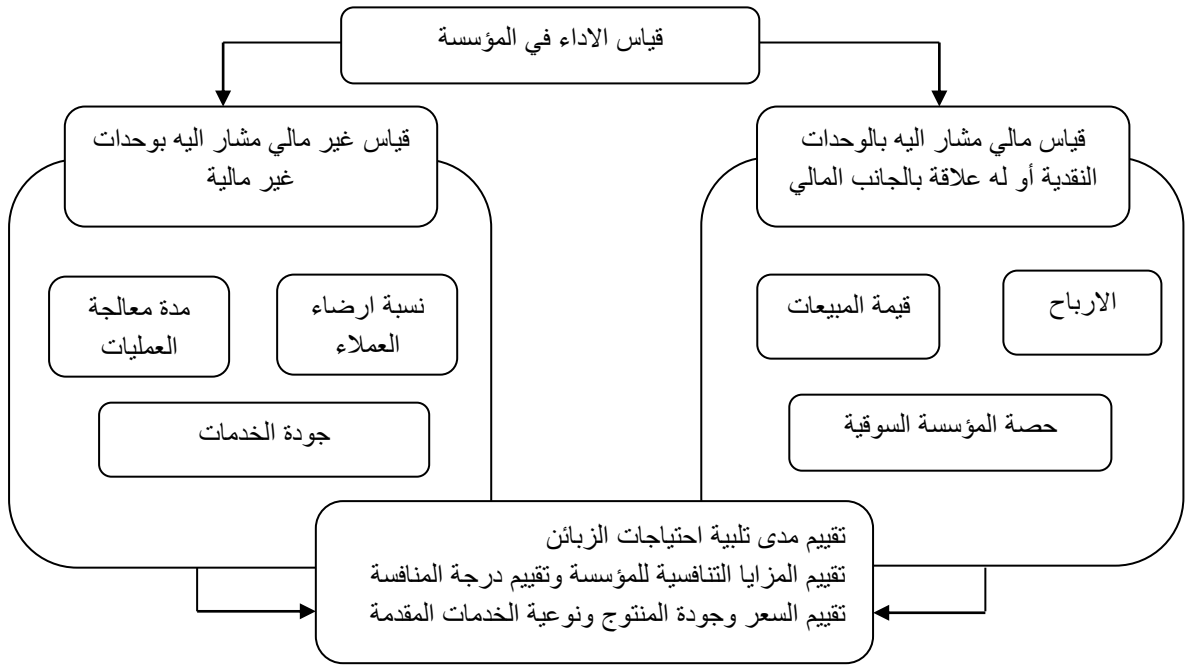 قياس الاداء في المؤسسة
قياس مالي مشار اليه بالوحدات
النقدية أو له علاقة بالجانب المالي
الارباح
قيمة المبيعات
حصة المؤسسة السوقية
قياس غير مالي مشار اليه بوحدات
غير مالية
نسبة ارضاء
العملاء
مدة معالجة
العمليات
جودة الخدمات
تقييم مدى تلبية احتياجات الزبائن
تقييم المزايا التنافسية للمؤسسة وتقييم درجة المنافسة
تقييم السعر وجودة المنتوج ونوعية الخدمات المقدمة